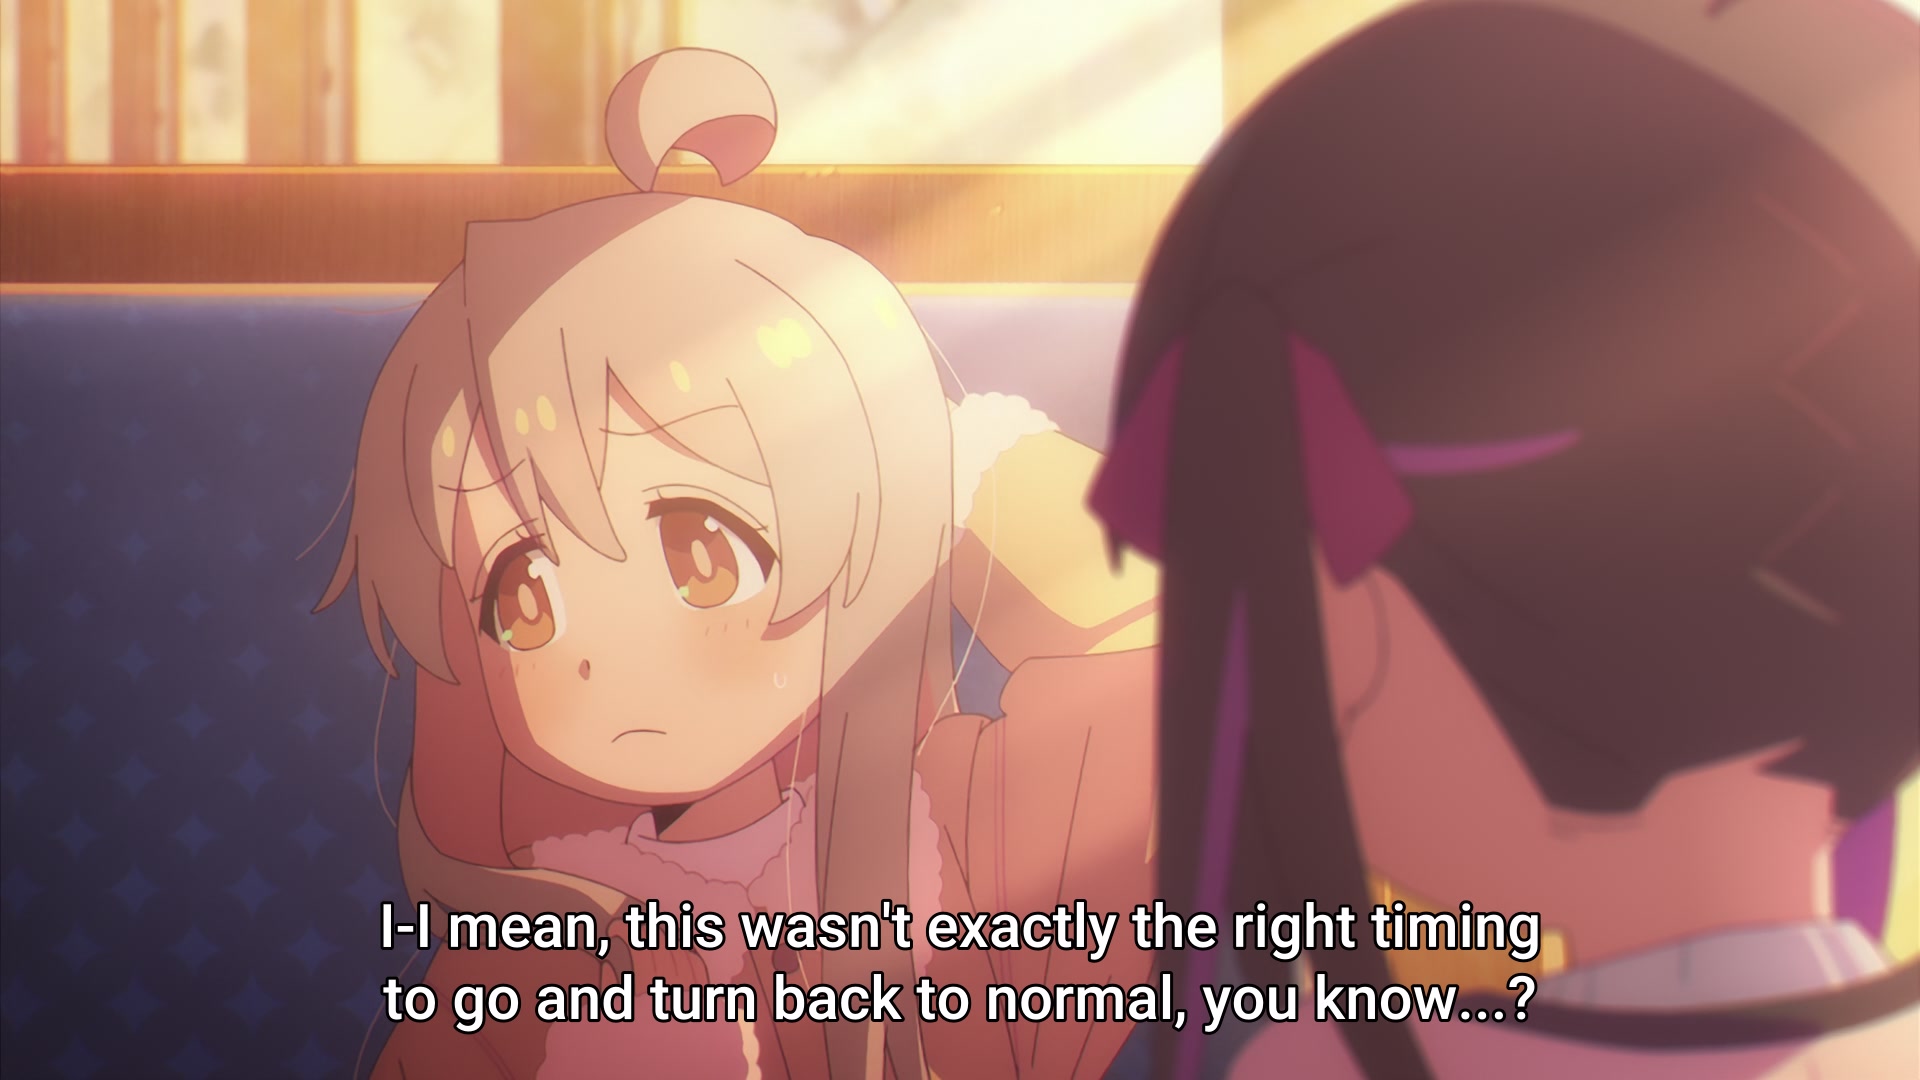 I-I mean, this wasn't exactly the right timing
to go and turn back to normal, you know...?